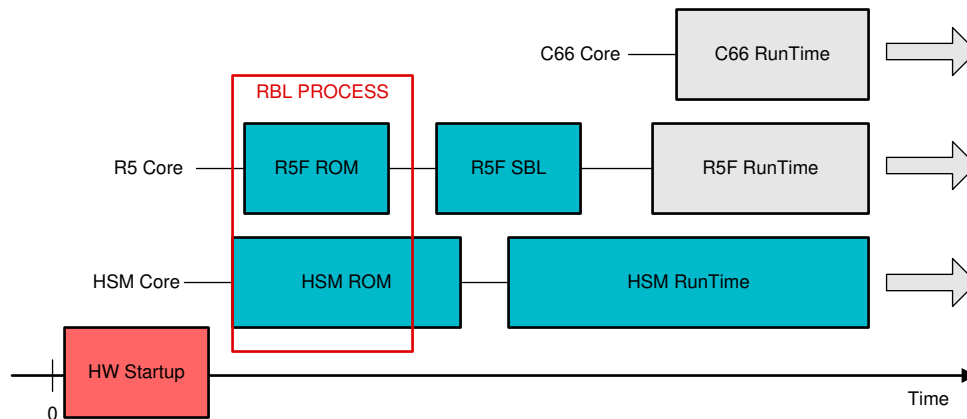 C66 Core
C66 RunTime
RBL PROCESS
R5 Core
R5F ROM
R5F SBL
R5F RunTime
HSM Core
HSM ROM
HSM RunTime
HW Startup
0
Time